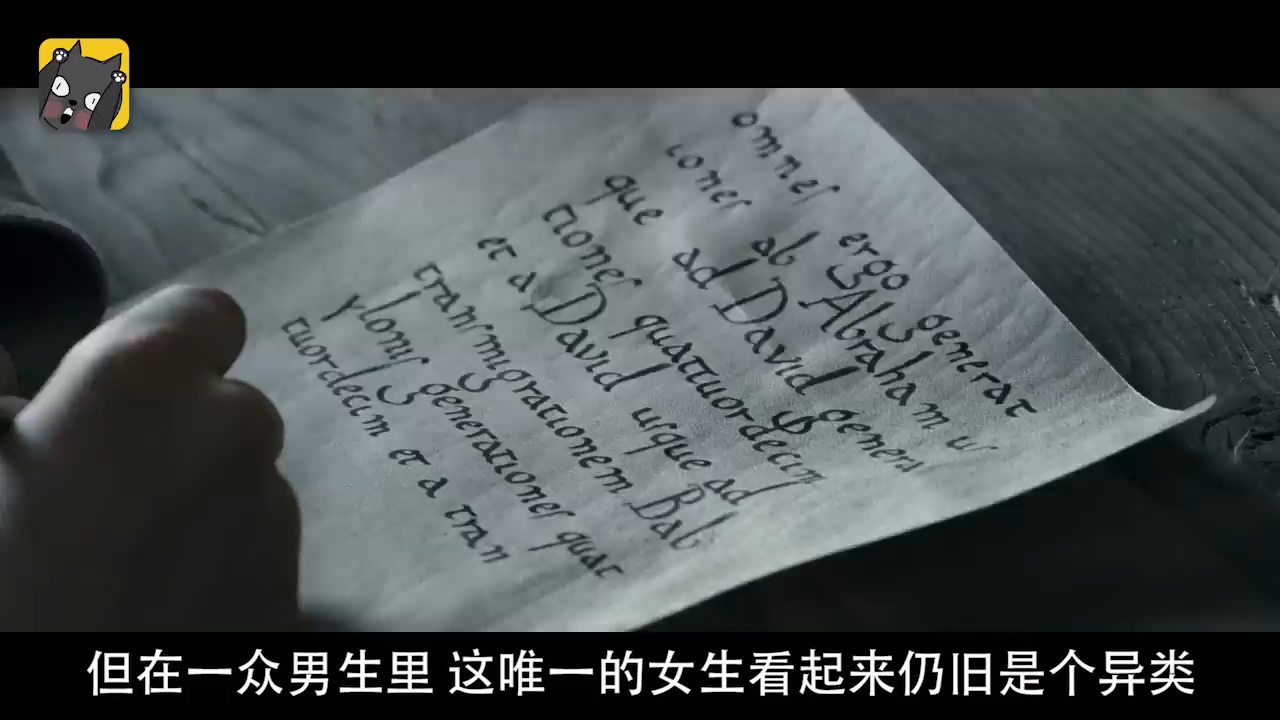 omnes ergo generat
iones ab Abraham us
que ad David genera
tiones quattuordecim
et a David usque ad
transmigrationem Bab
ylonis generationes quat
tuordecim et a tran
但在一众男生里 这唯一的女生看起来仍旧是个异类